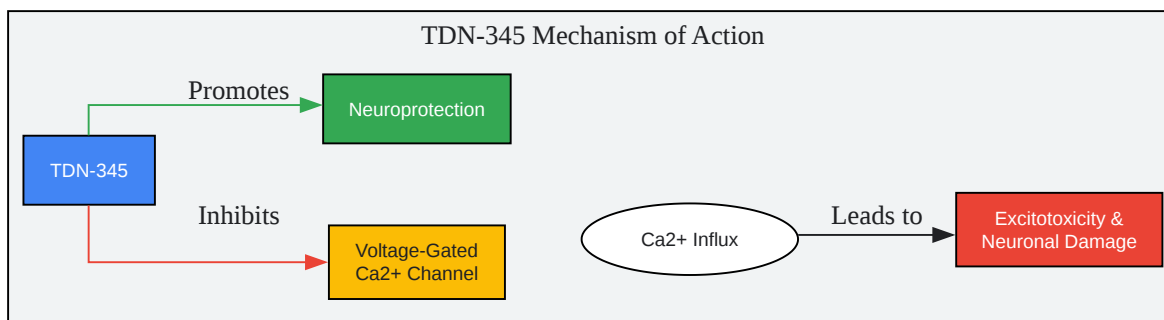 TDN-345 Mechanism of Action
Promotes
Neuroprotection
TDN-345
Inhibits
Voltage-Gated
Ca2+ Channel
Ca2+ Influx
Leads to
Excitotoxicity &
Neuronal Damage